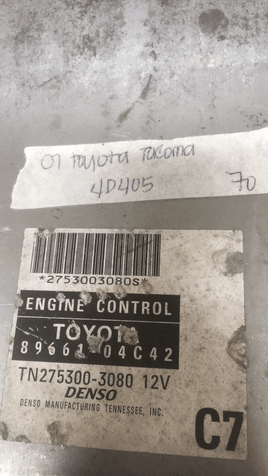 07 Toyota Tacoma
4D405 70
*2753003080S*
ENGINE CONTROL
TOYOTA
89661-04C42
TN275300-3080 12V
DENSO
DENSO MANUFACTURING TENNESSEE, INC.
C7